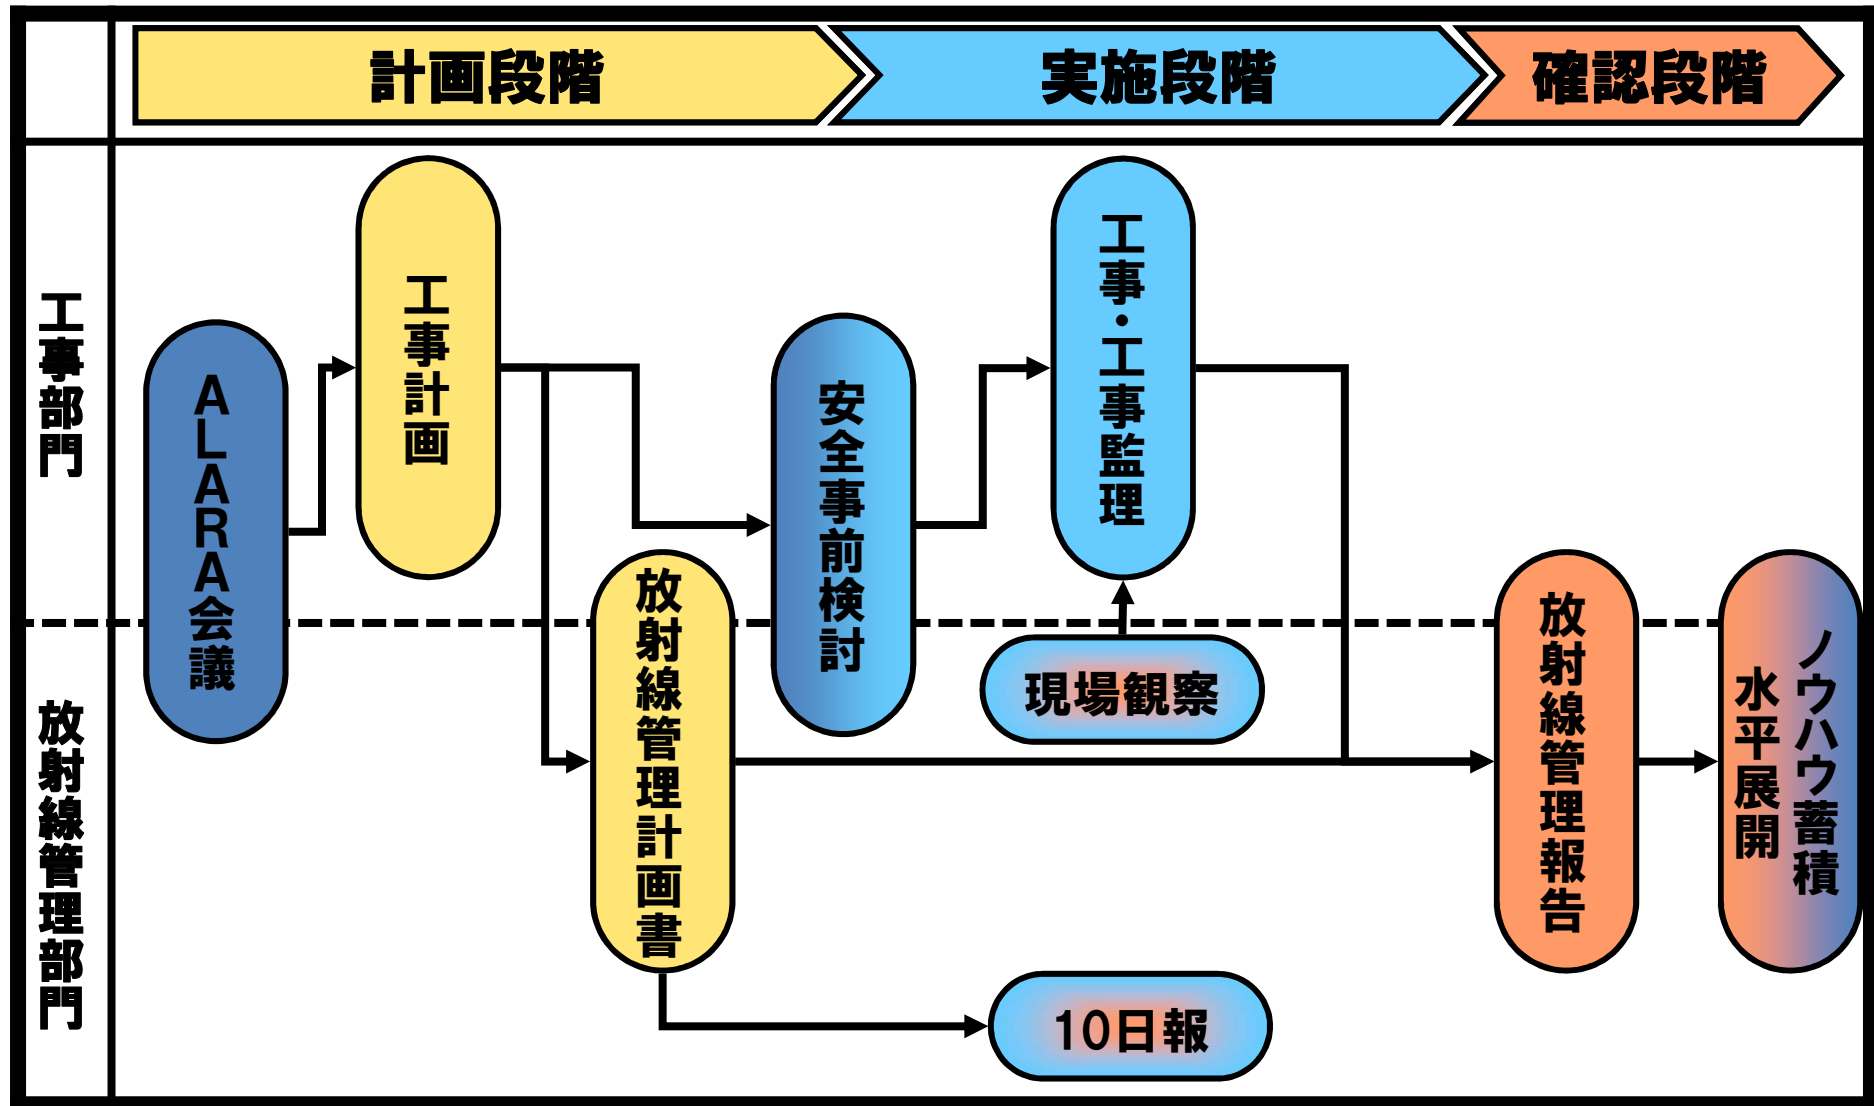 計画段階
実施段階
確認段階
工事部門
放射線管理部門
ALARA会議
工事計画
放射線管理計画書
安全事前検討
工事・工事監理
現場観察
10日報
放射線管理報告
ノウハウ蓄積
水平展開